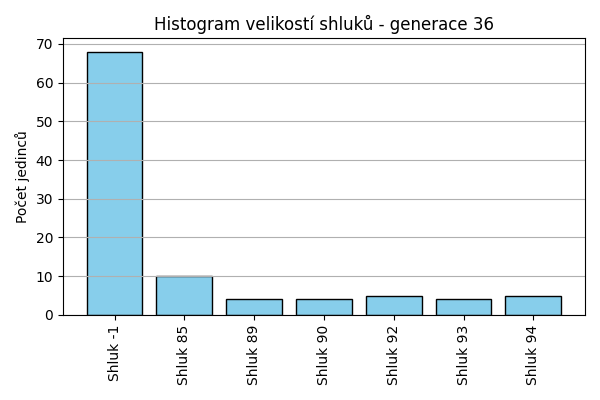 Histogram velikostí shluků - generace 36
Počet jedinců
70
60
50
40
30
20
10
0
Shluk -1
Shluk 85
Shluk 89
Shluk 90
Shluk 92
Shluk 93
Shluk 94